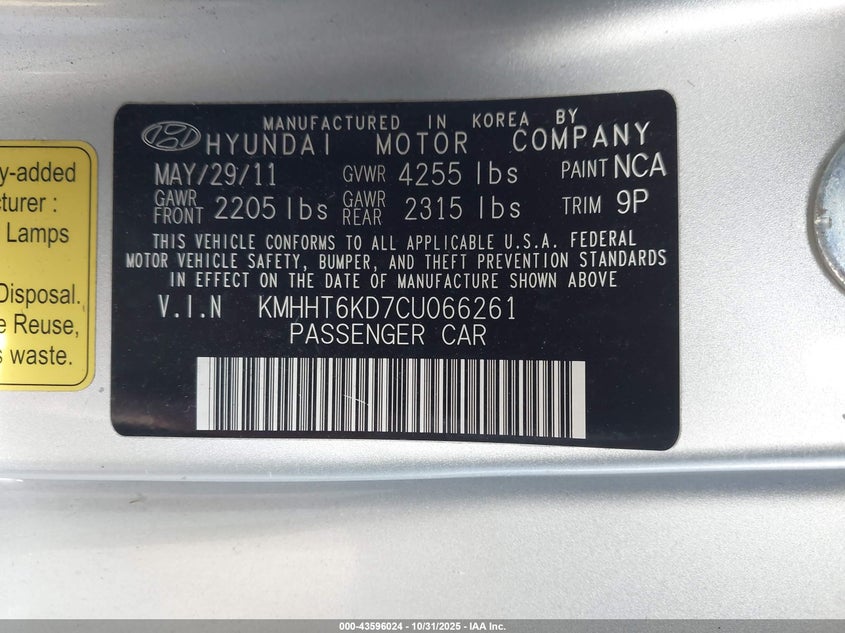 MANUFACTURED IN KOREA BY
HYUNDAI MOTOR COMPANY
MAY/29/11 GVWR 4255 lbs PAINT NCA
GAWR FRONT 2205 lbs GAWR REAR 2315 lbs TRIM 9P
THIS VEHICLE CONFORMS TO ALL APPLICABLE U.S.A. FEDERAL
MOTOR VEHICLE SAFETY, BUMPER, AND THEFT PREVENTION STANDARDS
IN EFFECT ON THE DATE OF MANUFACTURE SHOWN ABOVE
V.I.N KMHHT6KD7CU066261
PASSENGER CAR
y-added
cturer :
Lamps
Disposal.
e Reuse,
s waste.
000-43596024 - 10/31/2025 - IAA Inc.